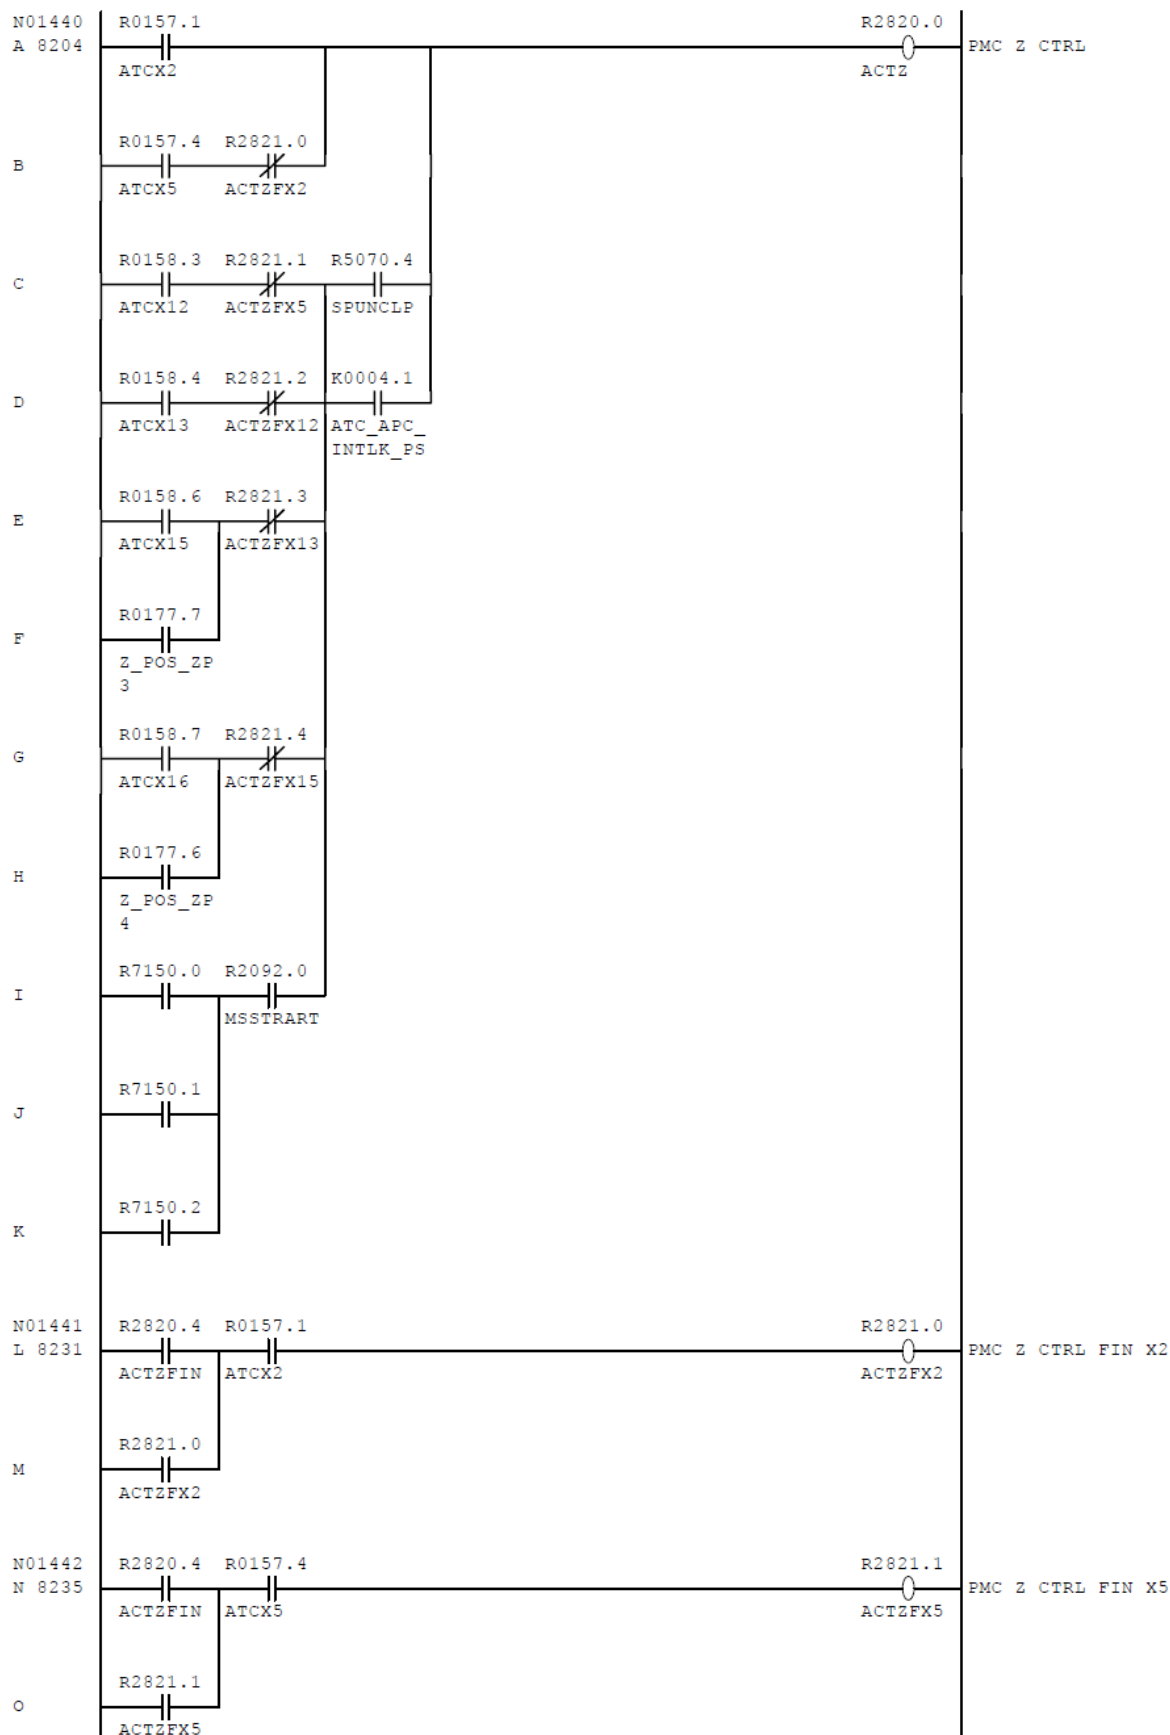 N01440 R0157.1 R2820.0
A 8204 PMC Z CTRL
ATCX2 ACTZ
R0157.4 R2821.0
B
ATCX5 ACTZFX2
R0158.3 R2821.1 R5070.4
C
ATCX12 ACTZFX5 SPUNCLP
R0158.4 R2821.2 K0004.1
D
ATCX13 ACTZFX12 ATC_APC_
INTLK_PS
R0158.6 R2821.3
E
ATCX15 ACTZFX13
R0177.7
F
Z_POS_ZP
3
R0158.7 R2821.4
G
ATCX16 ACTZFX15
R0177.6
H
Z_POS_ZP
4
R7150.0 R2092.0
I
MSSTRART
R7150.1
J
R7150.2
K
N01441 R2820.4 R0157.1 R2821.0
L 8231 PMC Z CTRL FIN X2
ACTZFIN ATCX2 ACTZFX2
R2821.0
M
ACTZFX2
N01442 R2820.4 R0157.4 R2821.1
N 8235 PMC Z CTRL FIN X5
ACTZFIN ATCX5 ACTZFX5
R2821.1
O
ACTZFX5